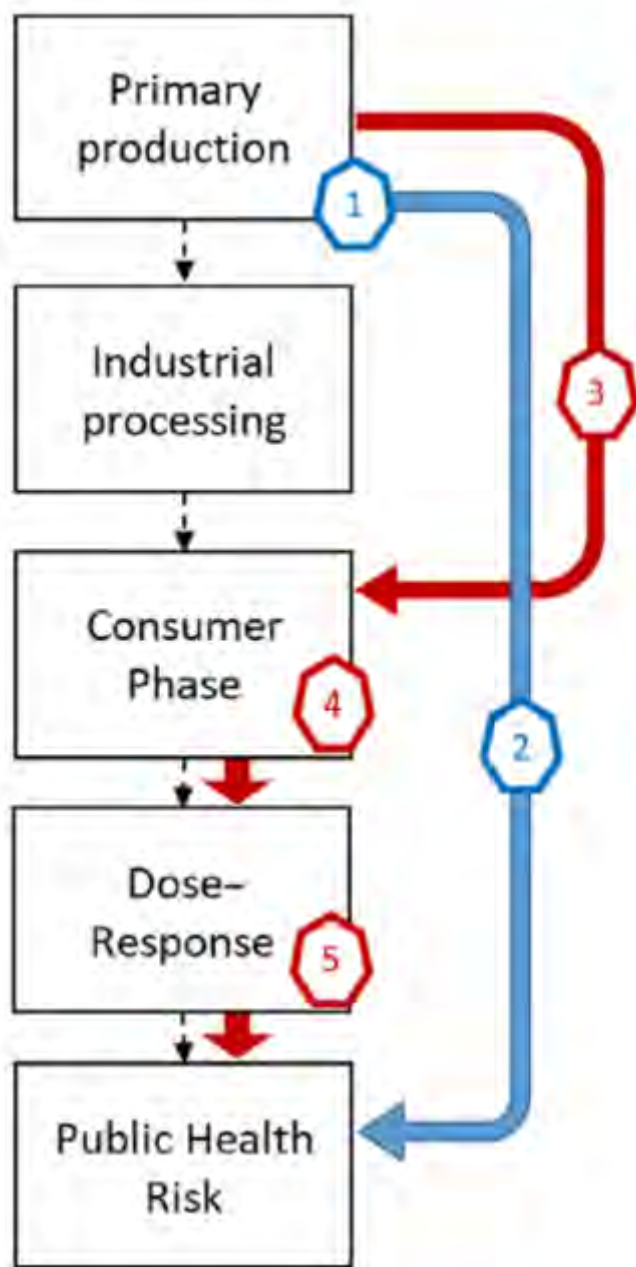 Primary
production
1
Industrial
processing
3
Consumer
Phase
4
2
Dose–
Response
5
Public Health
Risk